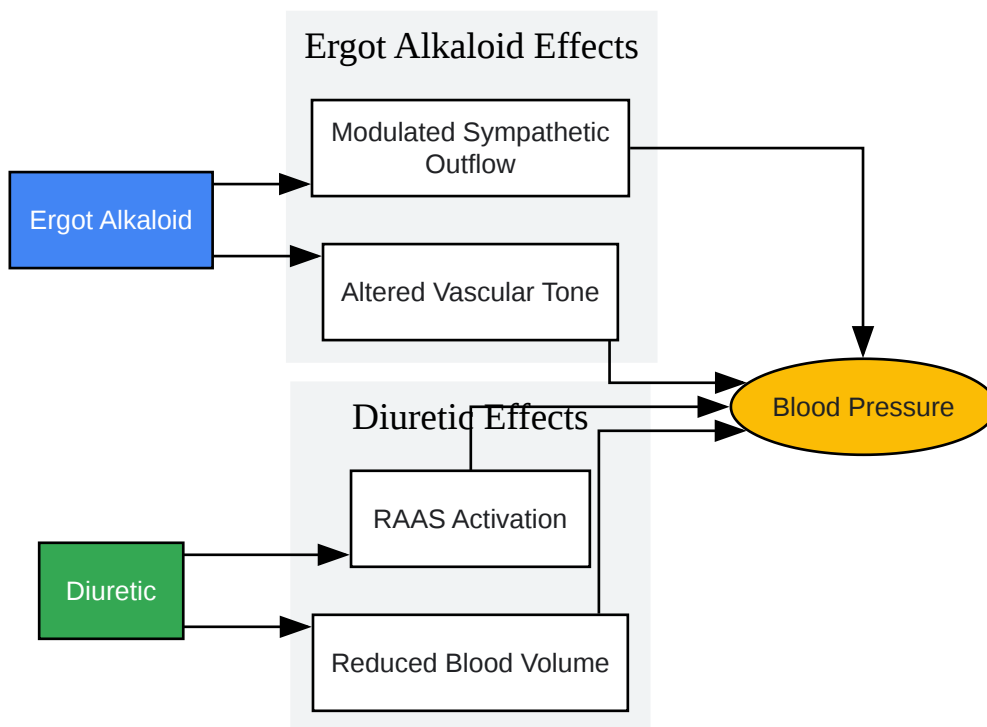 Ergot Alkaloid Effects
Modulated Sympathetic
Outflow
Ergot Alkaloid
Altered Vascular Tone
Blood Pressure
Diuretic Effects
RAAS Activation
Diuretic
Reduced Blood Volume